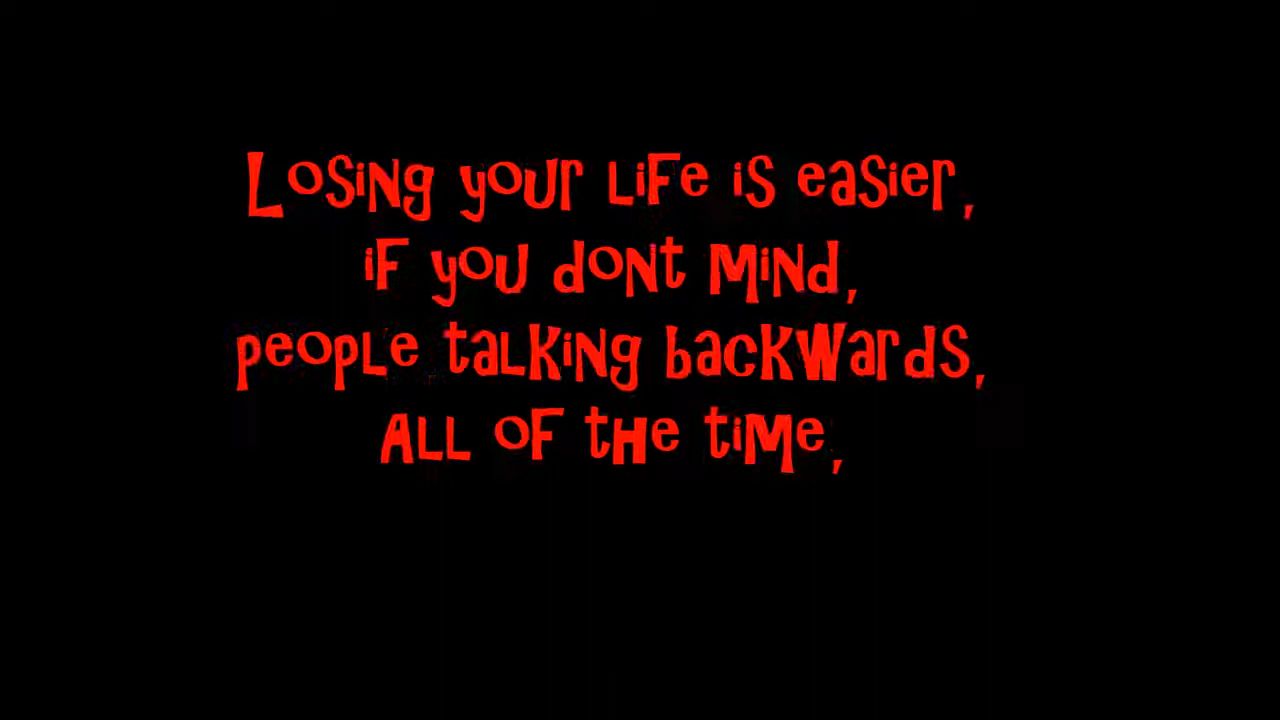 Losing your life is easier,
if you dont mind,
people talking backwards,
All of the time,